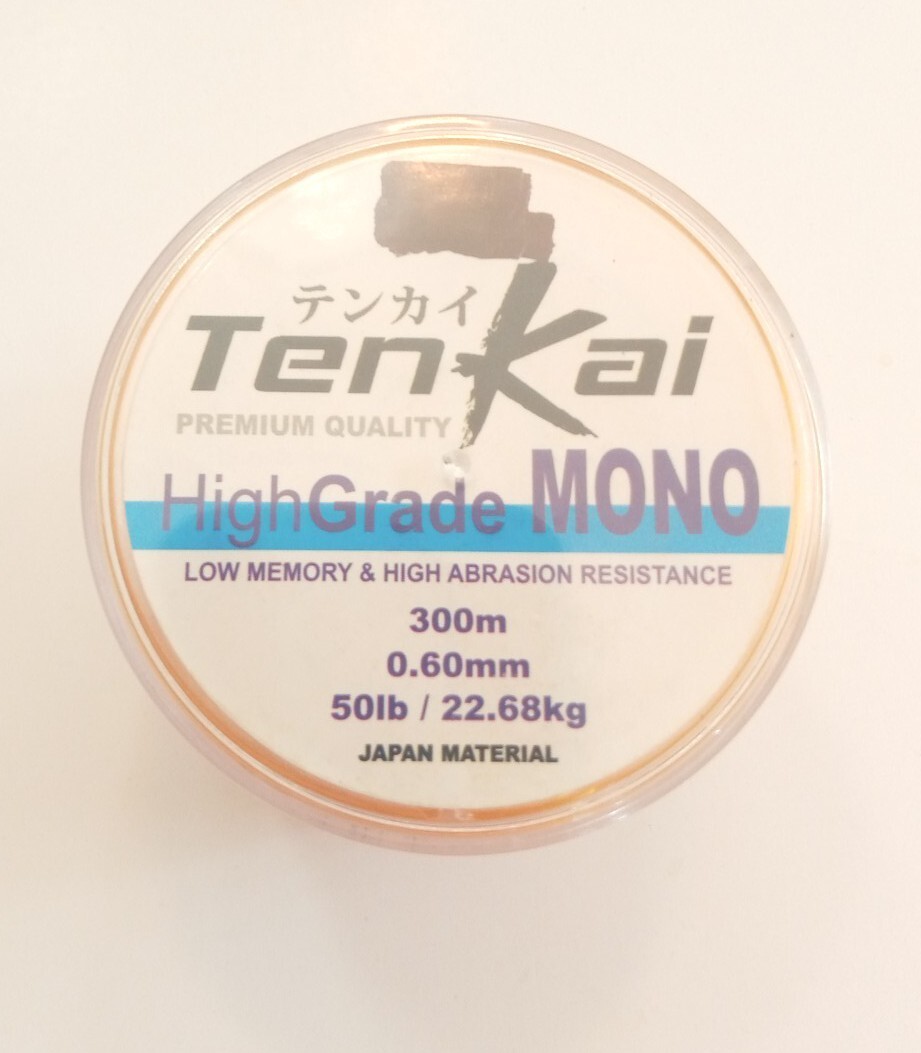 テンカイ
TenKai
PREMIUM QUALITY
HighGrade MONO
LOW MEMORY & HIGH ABRASION RESISTANCE
300m
0.60mm
50lb / 22.68kg
JAPAN MATERIAL